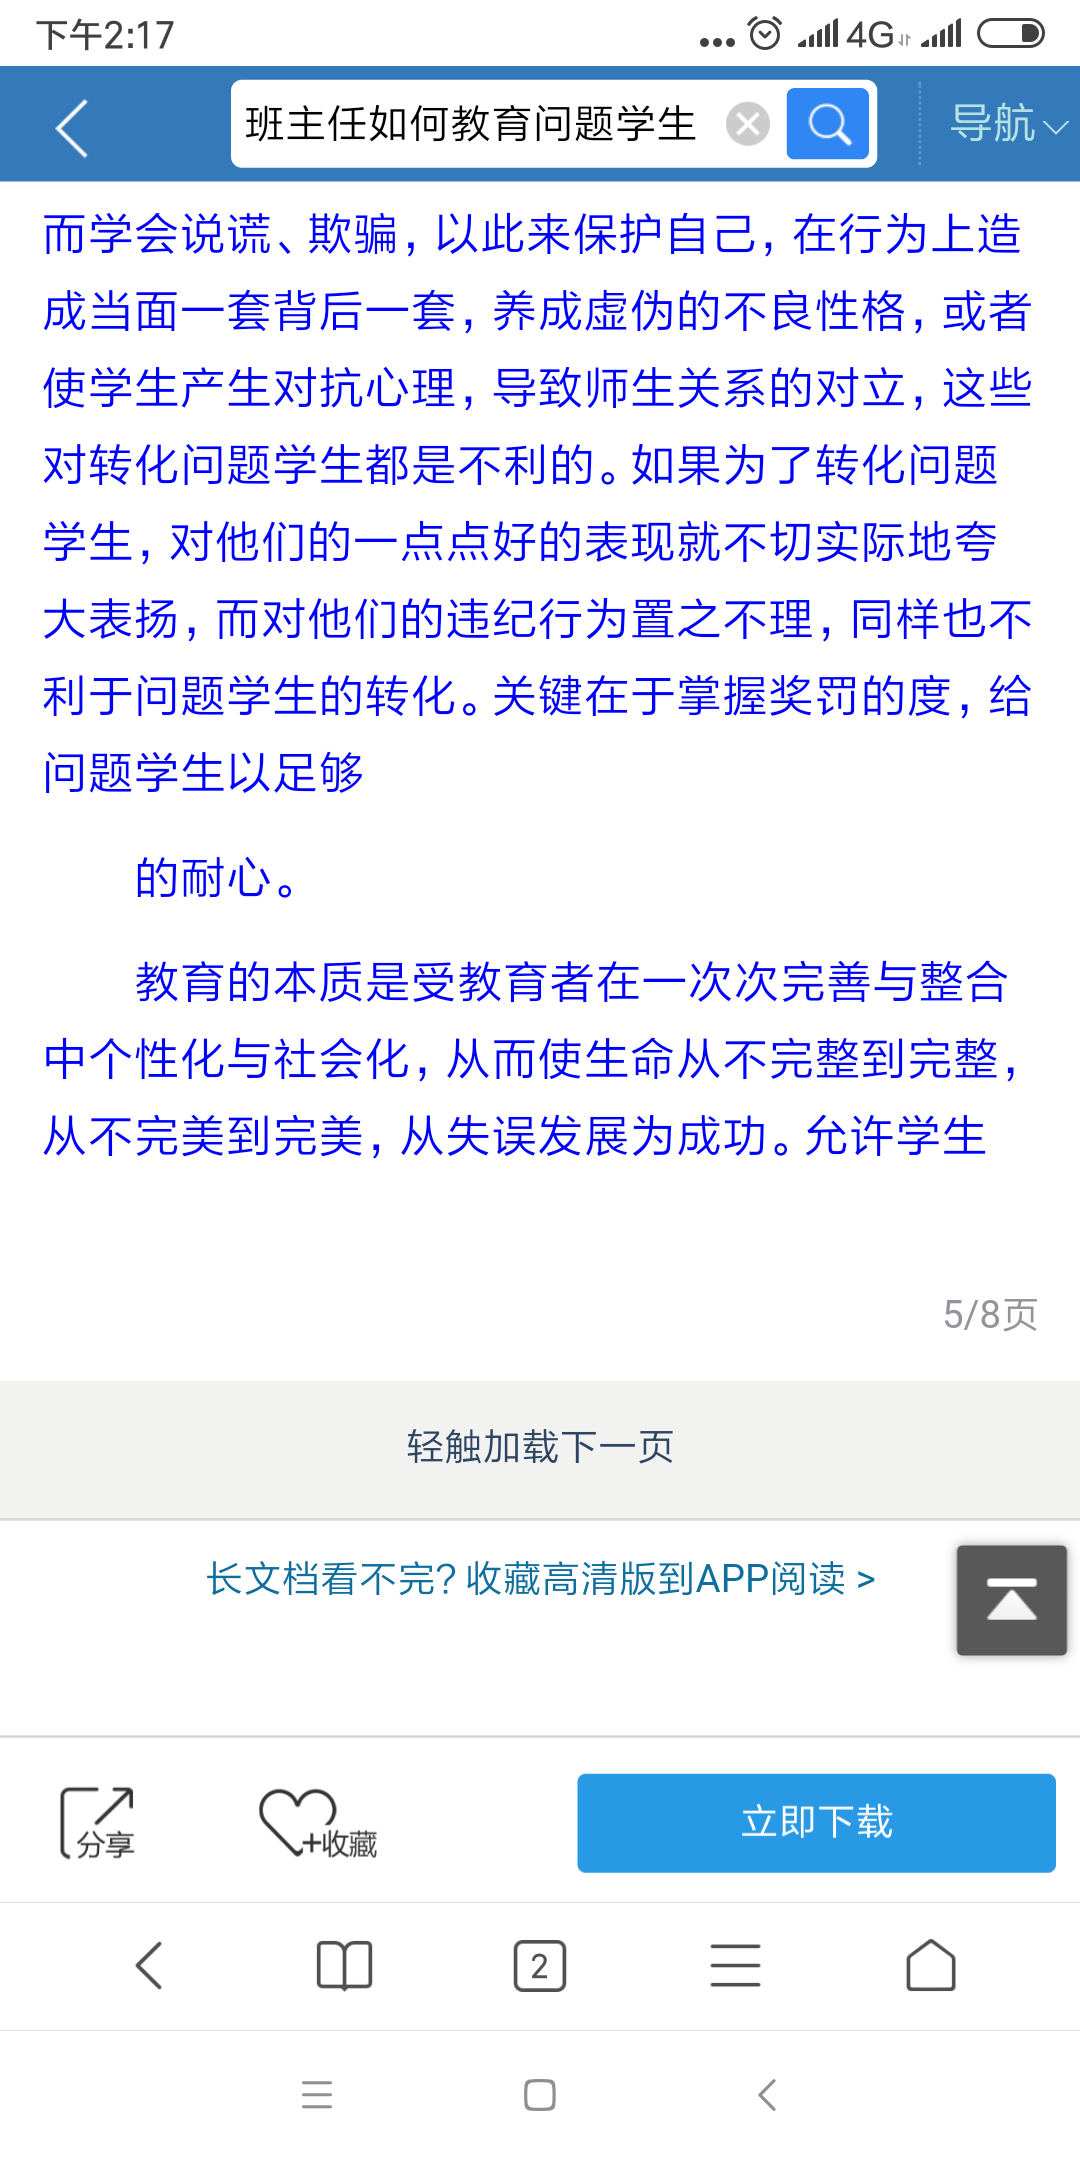 下午2:17
4G
班主任如何教育问题学生
导航
而学会说谎、欺骗，以此来保护自己，在行为上造
成当面一套背后一套，养成虚伪的不良性格，或者
使学生产生对抗心理，导致师生关系的对立，这些
对转化问题学生都是不利的。如果为了转化问题
学生，对他们的一点点好的表现就不切实际地夸
大表扬，而对他们的违纪行为置之不理，同样也不
利于问题学生的转化。关键在于掌握奖罚的度，给
问题学生以足够
的耐心。
教育的本质是受教育者在一次次完善与整合
中个性化与社会化，从而使生命从不完整到完整，
从不完美到完美，从失误发展为成功。允许学生
5/8页
轻触加载下一页
长文档看不完？收藏高清版到APP阅读 >
分享
+收藏
立即下载
2